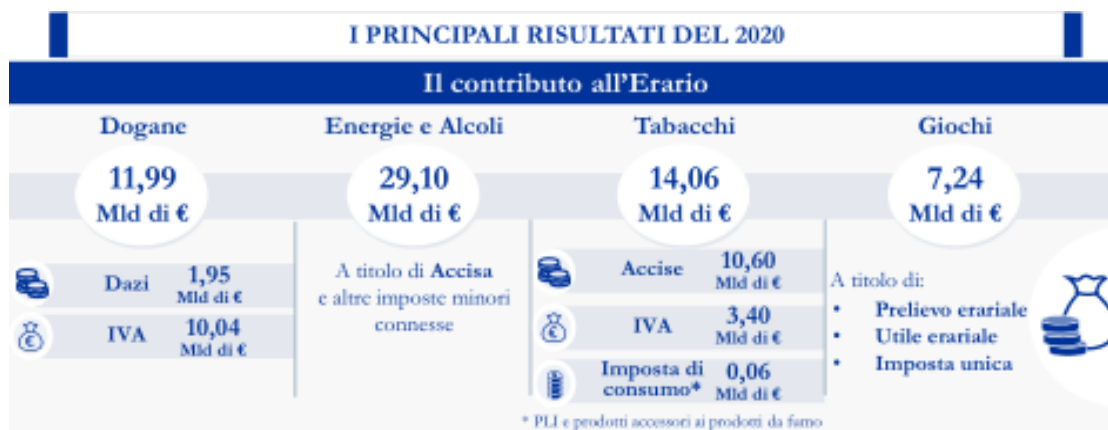 I PRINCIPALI RISULTATI DEL 2020
Il contributo all'Erario
Dogane
11,99
Mld di €
Dazi
1,95
Mld di €
IVA
10,04
Mld di €
Energie e Alcoli
29,10
Mld di €
A titolo di Accisa
e altre imposte minori
connesse
Tabacchi
14,06
Mld di €
Accise
10,60
Mld di €
IVA
3,40
Mld di €
Imposta di
consumo*
0,06
Mld di €
* PLI e prodotti accessori ai prodotti da fumo
Giochi
7,24
Mld di €
A titolo di:
• Prelievo erariale
• Utile erariale
• Imposta unica